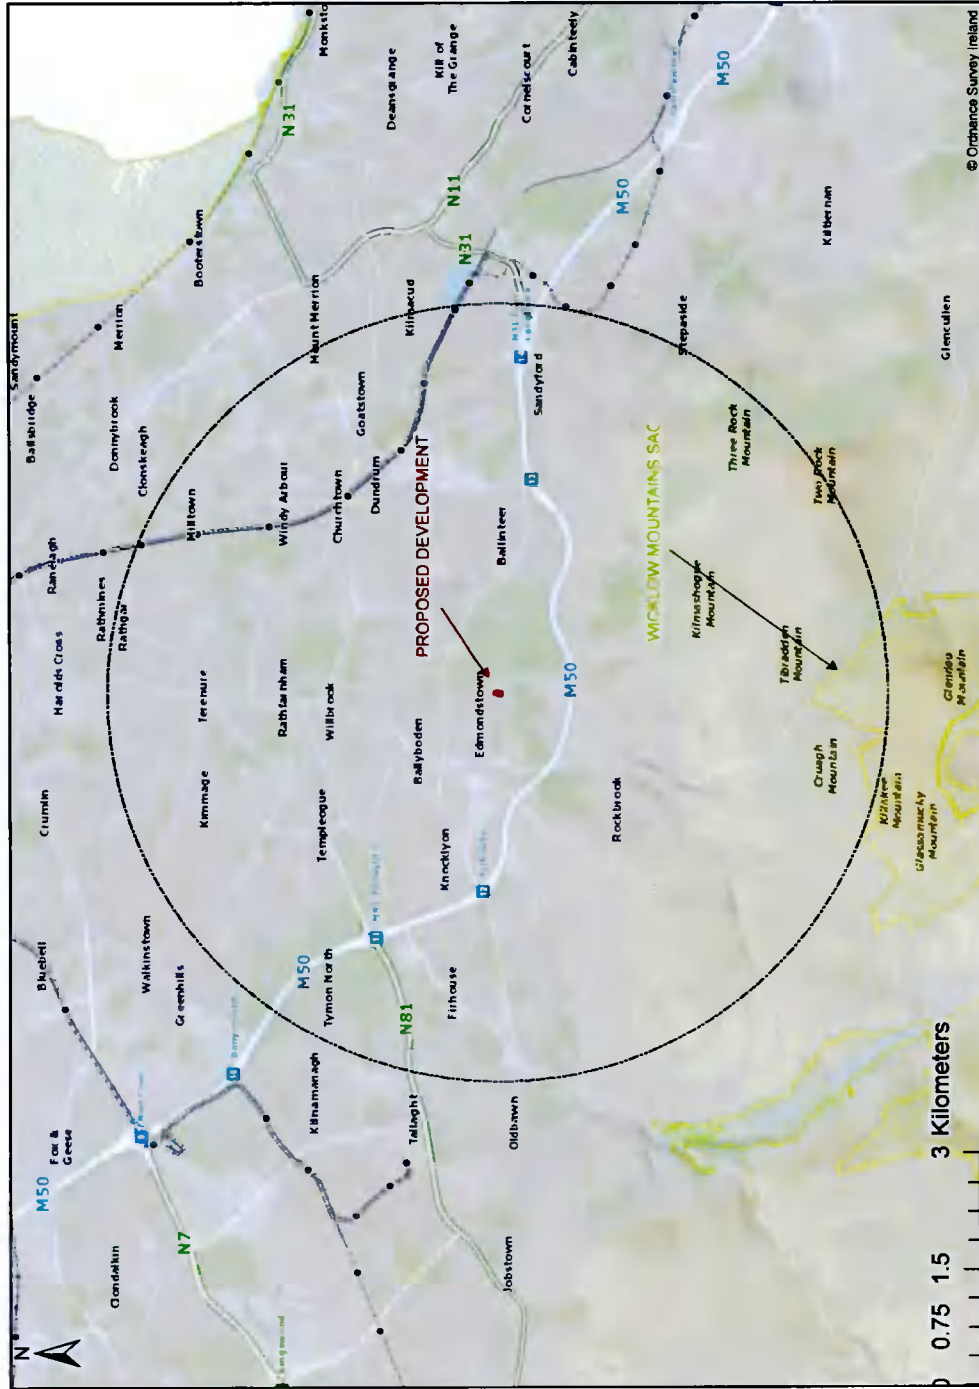 N
Sandymount
Ballsbridge
Ranelagh
Harolds Cross
Crumlin
Bluebell
Fox &
Geese
M50
Merrion
Donnybrook
Clonskeagh
Rathmines
Rathgar
Walkinstown
Greenhills
Clondalkin
N7
Booterstown
Milltown
Terenure
Kimmage
Monksto
N31
Windy Arbour
Rathfarnham
M50
Mount Merrion
Churchtown
Willbrook
Templeogue
Tymon North
Kilnamanagh
Deansgrange
Goatstown
Dundrum
Kilmacud
Kill of
The Grange
N11
N31
PROPOSED DEVELOPMENT
Ballyboden
Knocklyon
Firhouse
N81
Tallaght
Cornelscourt
Cabinteely
Sandyford
Ballinteer
Edmondstown
Oldbawn
Jobstown
M50
M50
M50
Rockbrook
WICKLOW MOUNTAINS SAC
Stepaside
Kilmashogue
Mountain
Three Rock
Mountain
Kiltiernan
Two Rock
Mountain
Tibradden
Mountain
Cruagh
Mountain
Killakee
Mountain
Glassamucky
Mountain
Glencullen
Glendoo
Mountain
0 0.75 1.5 3 Kilometers
© Ordnance Survey Ireland